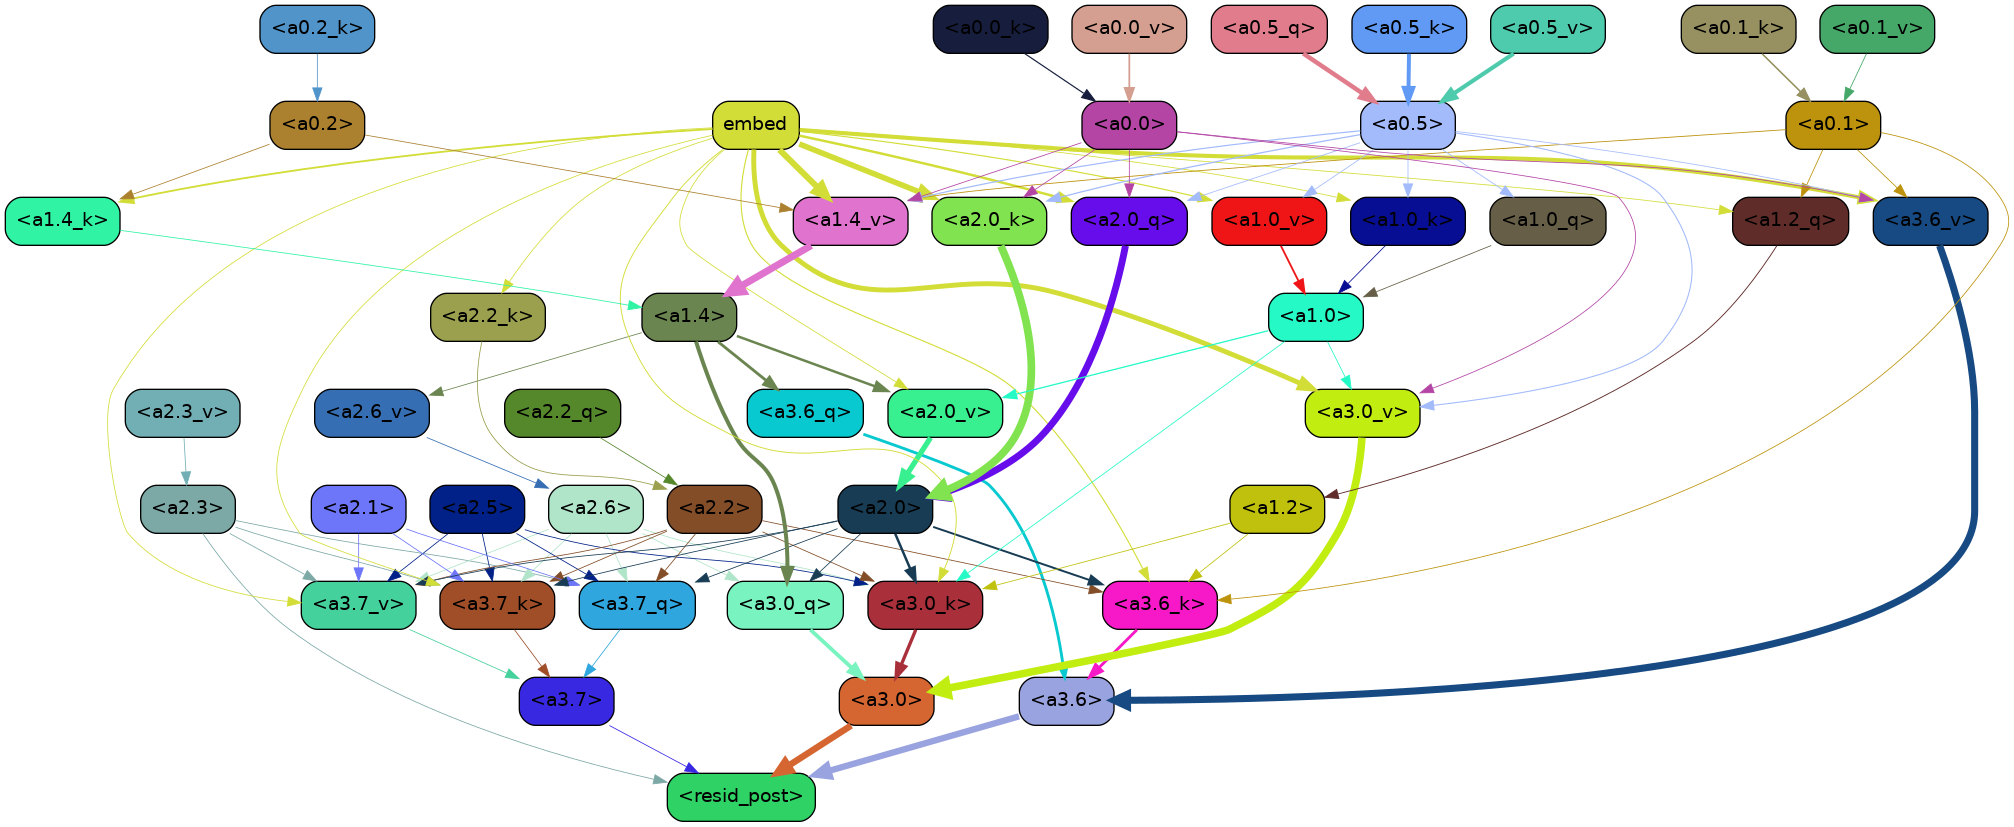 <a0.2_k> <a0.0_k> <a0.0_v> <a0.5_q> <a0.5_k> <a0.5_v> <a0.1_k> <a0.1_v>
<a0.2> embed <a0.0> <a0.5> <a0.1>
<a1.4_k> <a1.4_v> <a2.0_k> <a2.0_q> <a1.0_v> <a1.0_k> <a1.0_q> <a1.2_q> <a3.6_v>
<a2.2_k> <a1.4> <a1.0>
<a2.3_v> <a2.6_v> <a2.2_q> <a3.6_q> <a2.0_v> <a3.0_v>
<a2.3> <a2.1> <a2.5> <a2.6> <a2.2> <a2.0> <a1.2>
<a3.7_v> <a3.7_k> <a3.7_q> <a3.0_q> <a3.0_k> <a3.6_k>
<a3.7> <a3.0> <a3.6>
<resid_post>